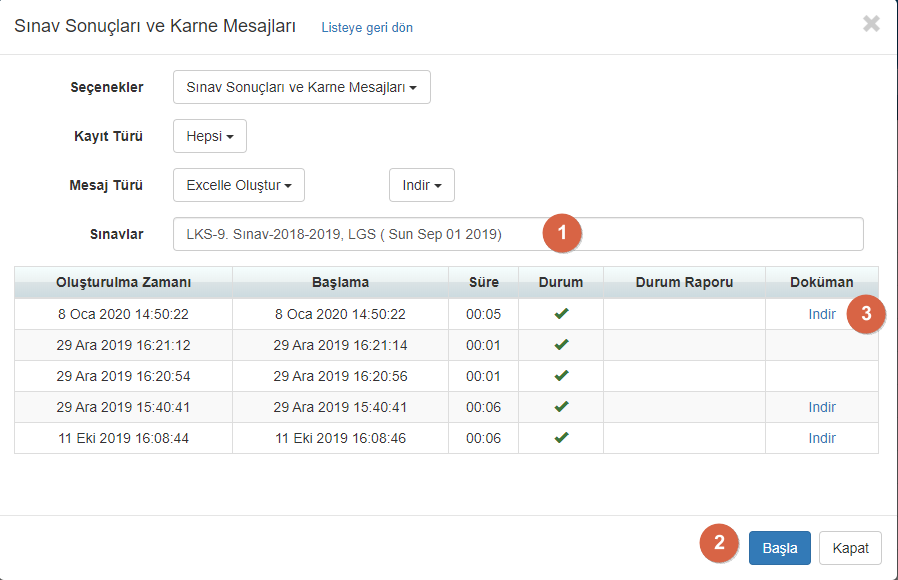 Sınav Sonuçları ve Karne Mesajları Listeye geri dön
Seçenekler Sınav Sonuçları ve Karne Mesajları
Kayıt Türü Hepsi
Mesaj Türü Excelle Oluştur Indir
Sınavlar LKS-9. Sınav-2018-2019, LGS ( Sun Sep 01 2019) 1
Oluşturulma Zamanı Başlama Süre Durum Durum Raporu Doküman
8 Oca 2020 14:50:22 8 Oca 2020 14:50:22 00:05 Indir 3
29 Ara 2019 16:21:12 29 Ara 2019 16:21:14 00:01
29 Ara 2019 16:20:54 29 Ara 2019 16:20:56 00:01
29 Ara 2019 15:40:41 29 Ara 2019 15:40:41 00:06 Indir
11 Eki 2019 16:08:44 11 Eki 2019 16:08:46 00:06 Indir
2 Başla Kapat